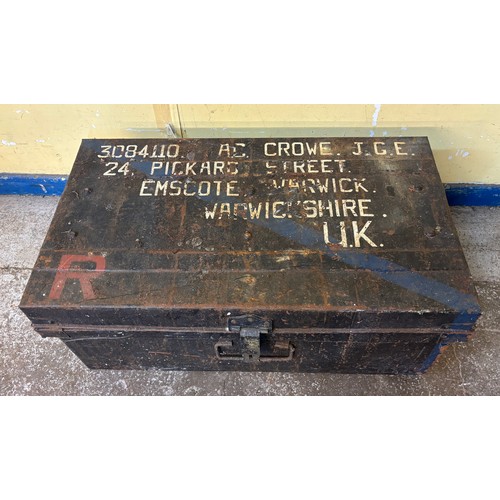 3084110. AC. CROWE. J.G.E.
24. PICKARD STREET.
EMSCOTE. WARWICK.
WARWICKSHIRE.
U.K.
R